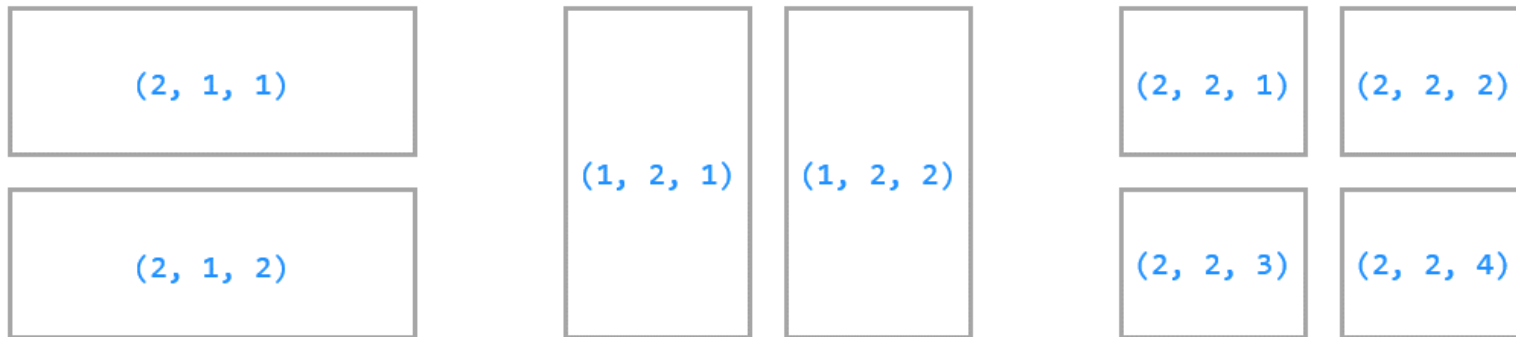 (2, 1, 1)
(2, 1, 2)
(1, 2, 1) (1, 2, 2)
(2, 2, 1) (2, 2, 2)
(2, 2, 3) (2, 2, 4)